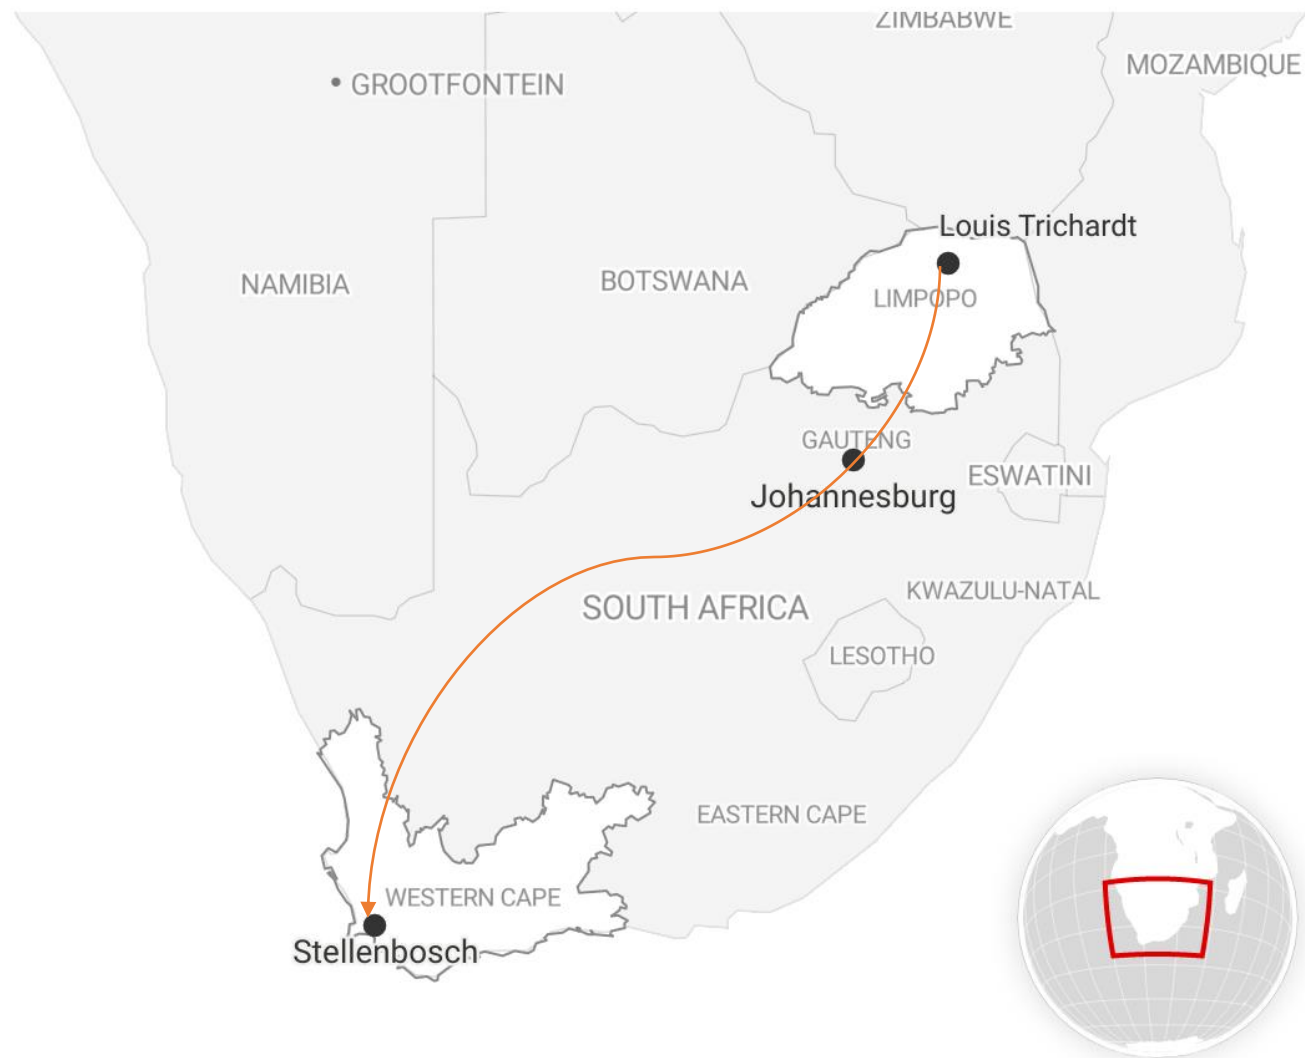 ZIMBABWE
MOZAMBIQUE
GROOTFONTEIN
Louis Trichardt
NAMIBIA
BOTSWANA
LIMPOPO
GAUTENG
ESWATINI
Johannesburg
KWAZULU-NATAL
SOUTH AFRICA
LESOTHO
EASTERN CAPE
WESTERN CAPE
Stellenbosch